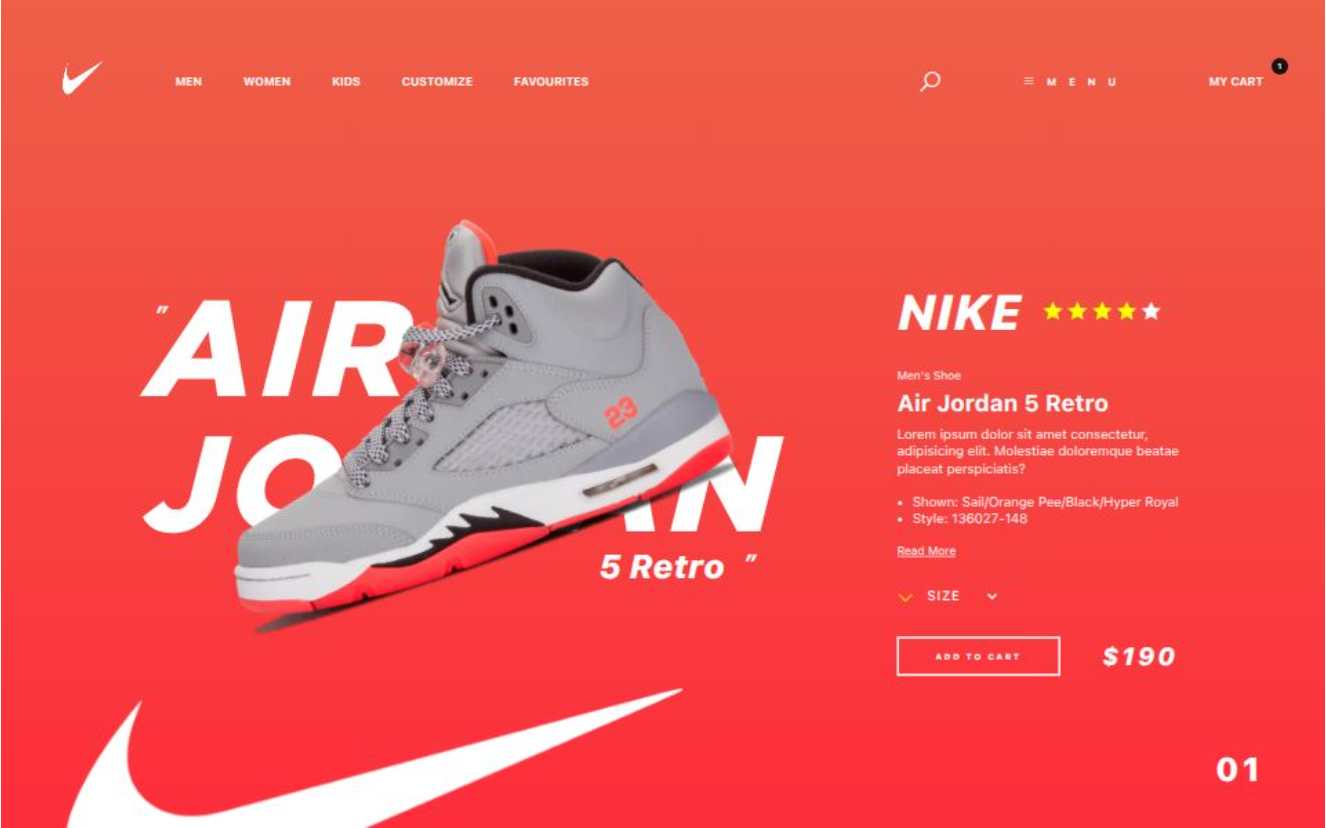 MEN WOMEN KIDS CUSTOMIZE FAVOURITES
MENU
MY CART 1
"AIR
JO AN
5 Retro "
23
NIKE
Men's Shoe
Air Jordan 5 Retro
Lorem ipsum dolor sit amet consectetur,
adipisicing elit. Molestiae doloremque beatae
placeat perspiciatis?
• Shown: Sail/Orange Pee/Black/Hyper Royal
• Style: 136027-148
Read More
SIZE
ADD TO CART $190
01